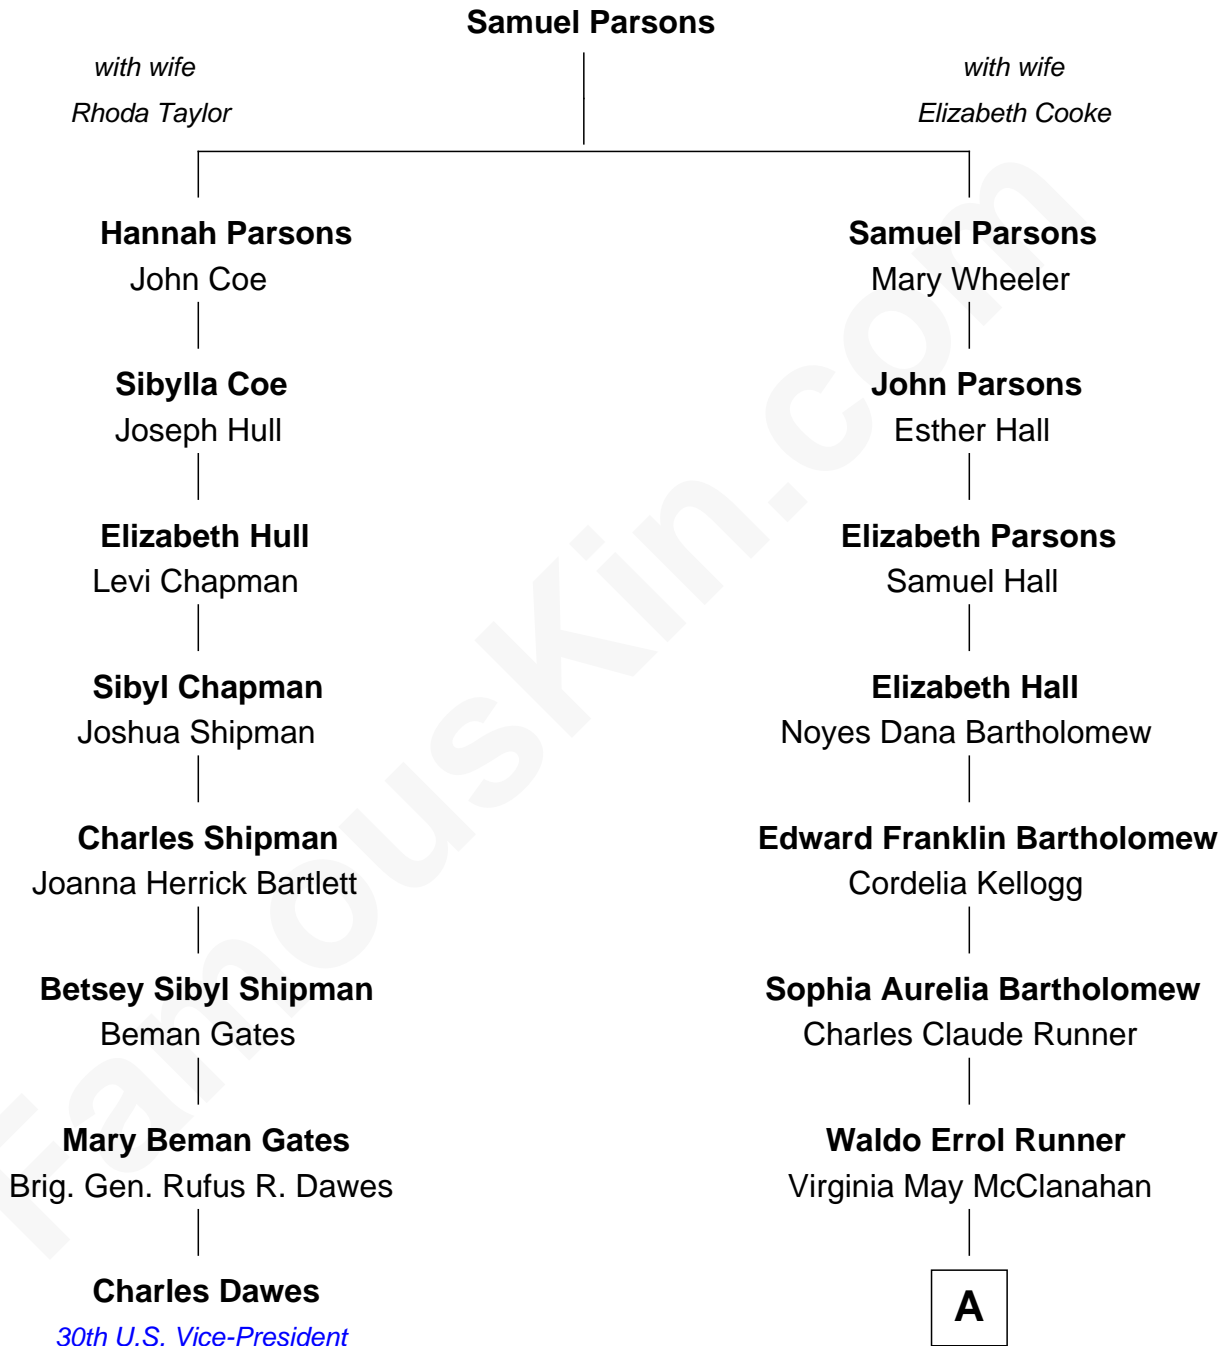 Samuel Parsons
with wife
Rhoda Taylor
with wife
Elizabeth Cooke
Hannah Parsons
John Coe
Samuel Parsons
Mary Wheeler
Sibylla Coe
Joseph Hull
John Parsons
Esther Hall
Elizabeth Hull
Levi Chapman
Elizabeth Parsons
Samuel Hall
Sibyl Chapman
Joshua Shipman
Elizabeth Hall
Noyes Dana Bartholomew
Charles Shipman
Joanna Herrick Bartlett
Edward Franklin Bartholomew
Cordelia Kellogg
Betsey Sibyl Shipman
Beman Gates
Sophia Aurelia Bartholomew
Charles Claude Runner
Mary Beman Gates
Brig. Gen. Rufus R. Dawes
Waldo Errol Runner
Virginia May McClanahan
Charles Dawes
30th U.S. Vice-President
A
FamousKin.com